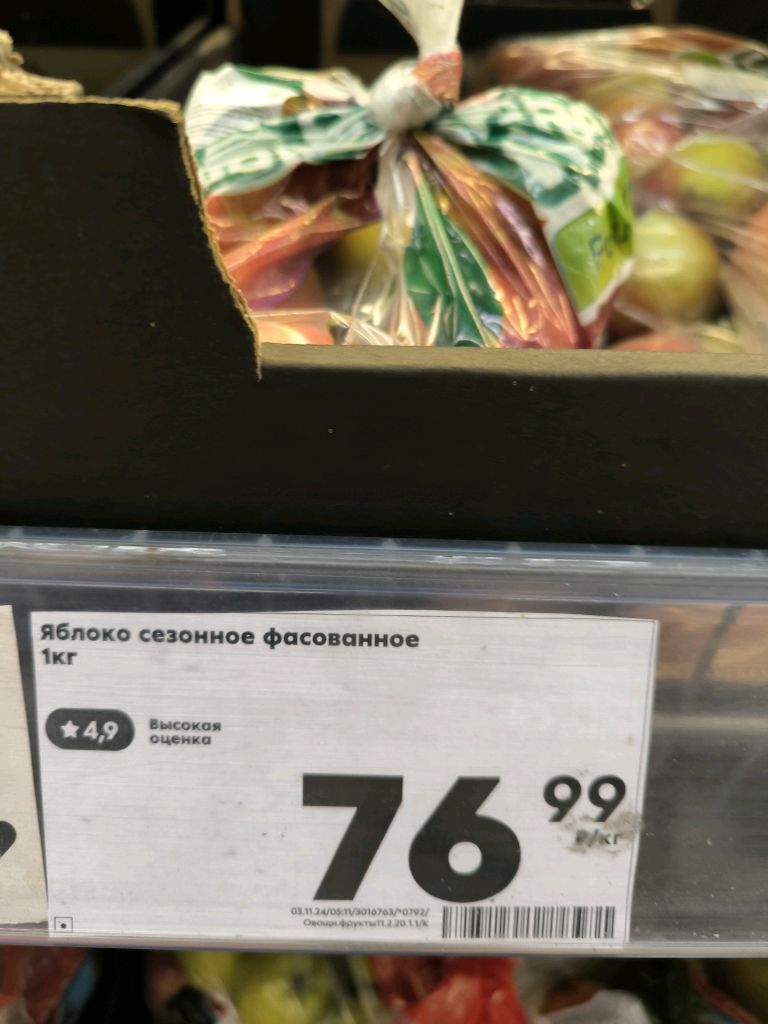 Яблоко сезонное фасованное
1кг
4,9
Высокая
оценка
76 99
₽/кг
03.11.24/05:11/3016763/*0792/
Овощи.фрукты11.2.20.1.1/К